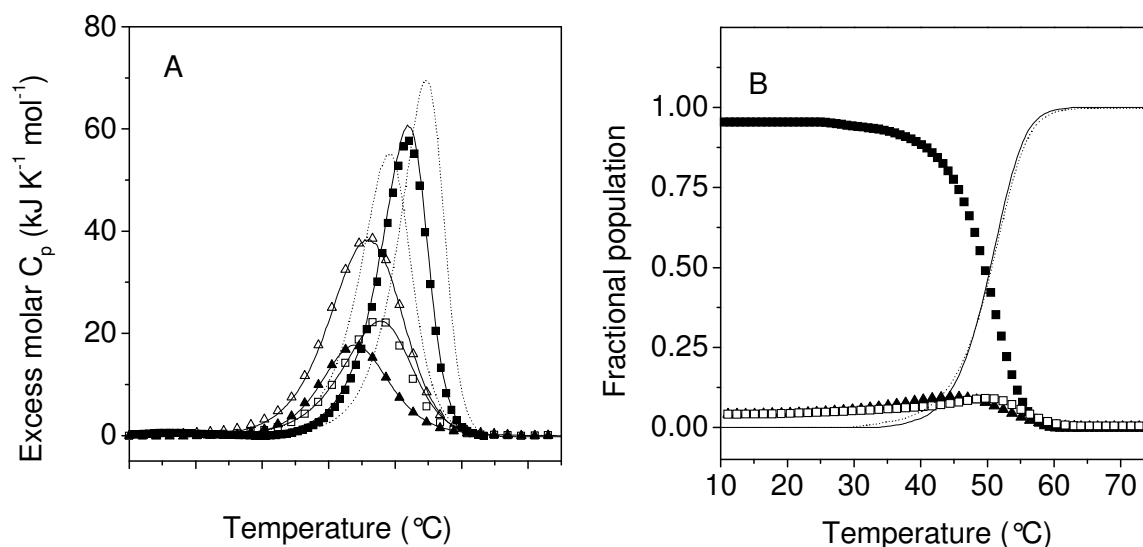 A
Excess molar Cp (kJ K⁻¹ mol⁻¹)
80
60
40
20
0
Temperature (°C)
B
Fractional population
1.00
0.75
0.50
0.25
0.00
10 20 30 40 50 60 70
Temperature (°C)